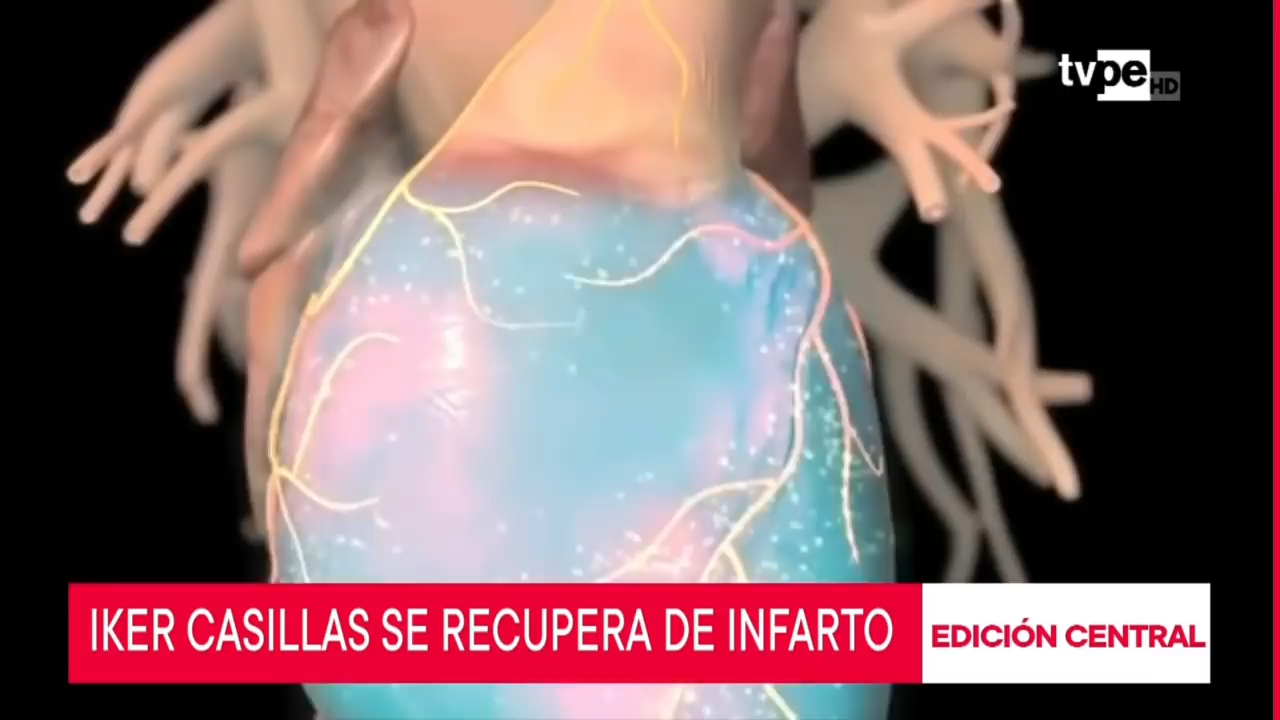 tvpe HD
IKER CASILLAS SE RECUPERA DE INFARTO
EDICIÓN CENTRAL